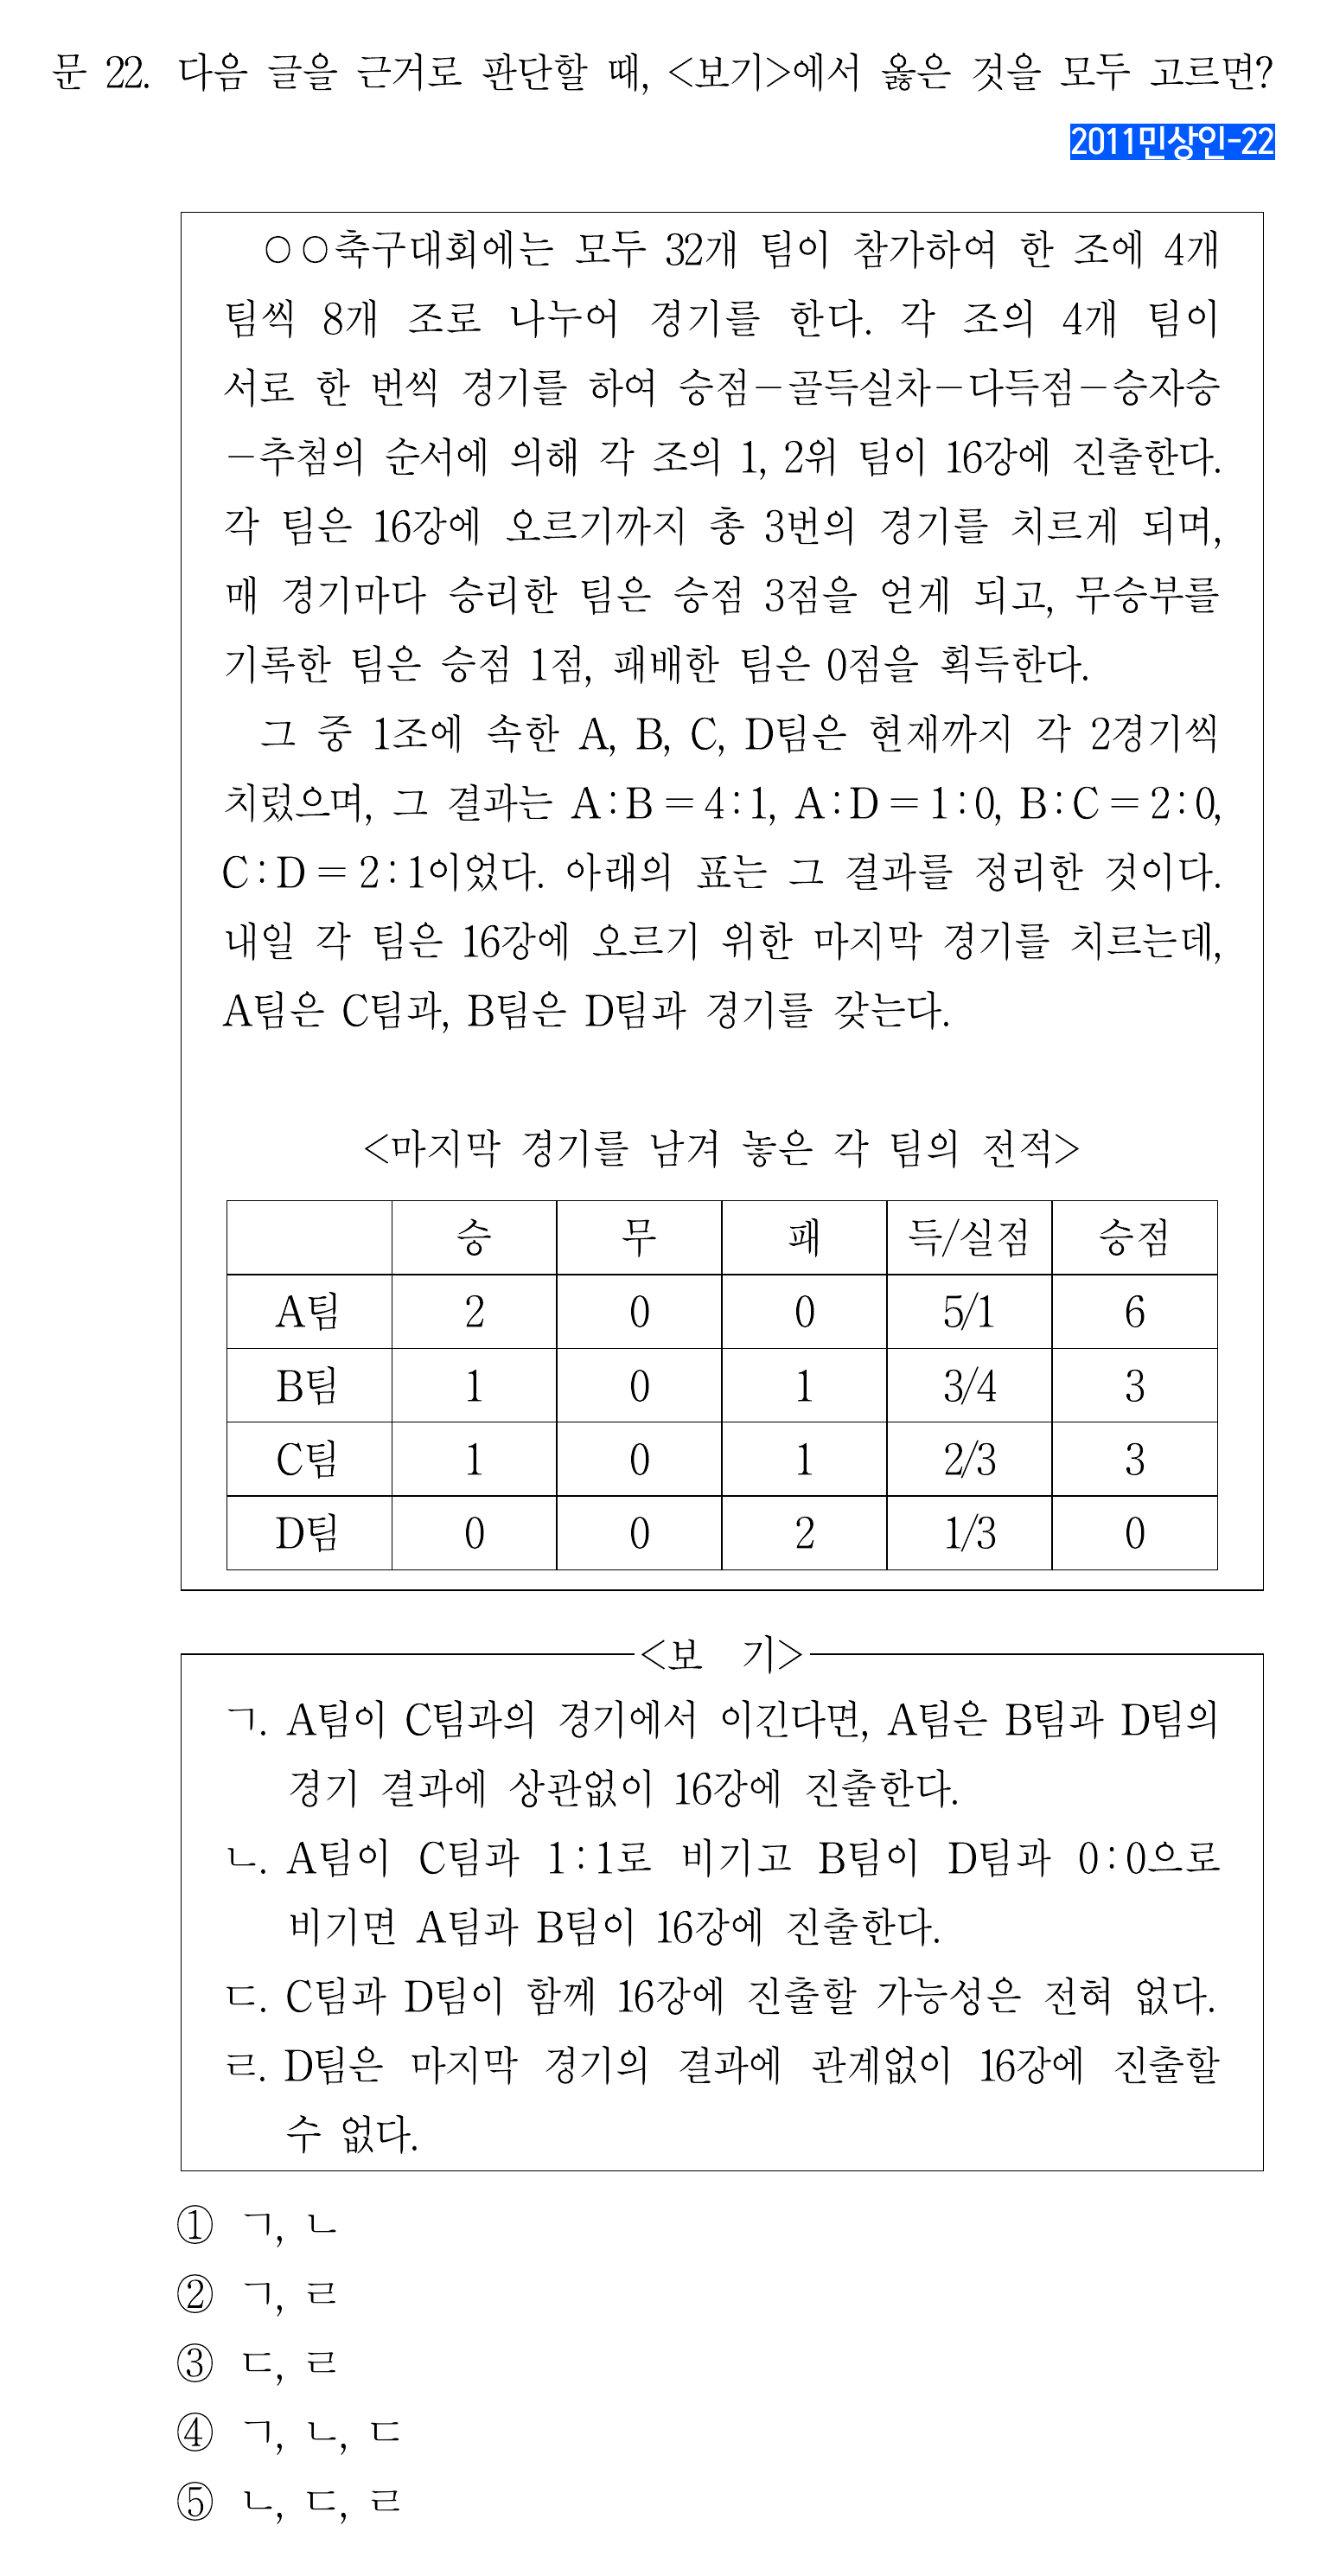 문 22. 다음 글을 근거로 판단할 때, <보기>에서 옳은 것을 모두 고르면?
2011민상인-22
○○축구대회에는 모두 32개 팀이 참가하여 한 조에 4개
팀씩 8개 조로 나누어 경기를 한다. 각 조의 4개 팀이
서로 한 번씩 경기를 하여 승점-골득실차-다득점-승자승
-추첨의 순서에 의해 각 조의 1, 2위 팀이 16강에 진출한다.
각 팀은 16강에 오르기까지 총 3번의 경기를 치르게 되며,
매 경기마다 승리한 팀은 승점 3점을 얻게 되고, 무승부를
기록한 팀은 승점 1점, 패배한 팀은 0점을 획득한다.
그 중 1조에 속한 A, B, C, D팀은 현재까지 각 2경기씩
치렀으며, 그 결과는 A:B=4:1, A:D=1:0, B:C=2:0,
C:D=2:1이었다. 아래의 표는 그 결과를 정리한 것이다.
내일 각 팀은 16강에 오르기 위한 마지막 경기를 치르는데,
A팀은 C팀과, B팀은 D팀과 경기를 갖는다.
<마지막 경기를 남겨 놓은 각 팀의 전적>
승 무 패 득/실점 승점
A팀 2 0 0 5/1 6
B팀 1 0 1 3/4 3
C팀 1 0 1 2/3 3
D팀 0 0 2 1/3 0
<보 기>
ㄱ. A팀이 C팀과의 경기에서 이긴다면, A팀은 B팀과 D팀의
경기 결과에 상관없이 16강에 진출한다.
ㄴ. A팀이 C팀과 1:1로 비기고 B팀이 D팀과 0:0으로
비기면 A팀과 B팀이 16강에 진출한다.
ㄷ. C팀과 D팀이 함께 16강에 진출할 가능성은 전혀 없다.
ㄹ. D팀은 마지막 경기의 결과에 관계없이 16강에 진출할
수 없다.
① ㄱ, ㄴ
② ㄱ, ㄹ
③ ㄷ, ㄹ
④ ㄱ, ㄴ, ㄷ
⑤ ㄴ, ㄷ, ㄹ